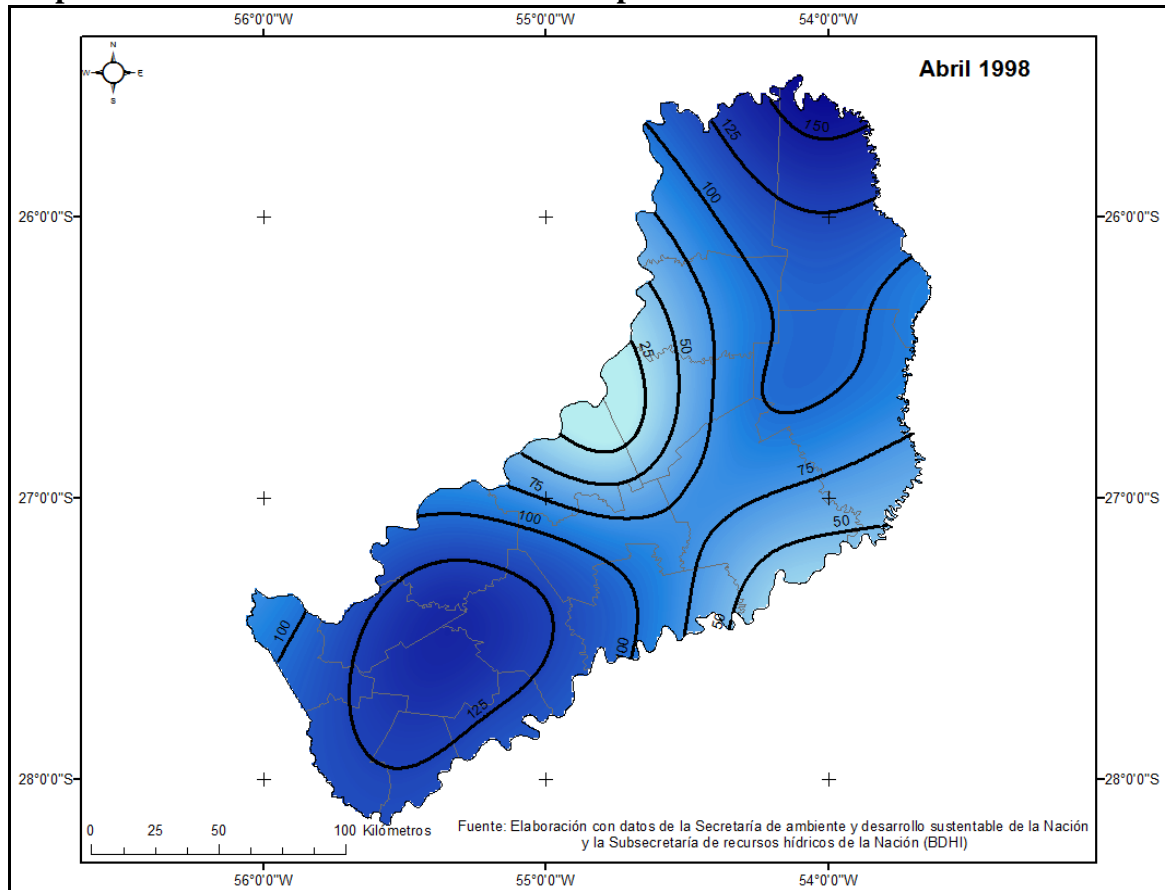 56°0'0"W 55°0'0"W 54°0'0"W
N
W E
S
Abril 1998
150
125
100
26°0'0"S 26°0'0"S
50
25
75
27°0'0"S 27°0'0"S
75
100
50
50
100
100
125
28°0'0"S 28°0'0"S
0 25 50 100 Kilómetros
Fuente: Elaboración con datos de la Secretaría de ambiente y desarrollo sustentable de la Nación
y la Subsecretaría de recursos hídricos de la Nación (BDHI)
56°0'0"W 55°0'0"W 54°0'0"W